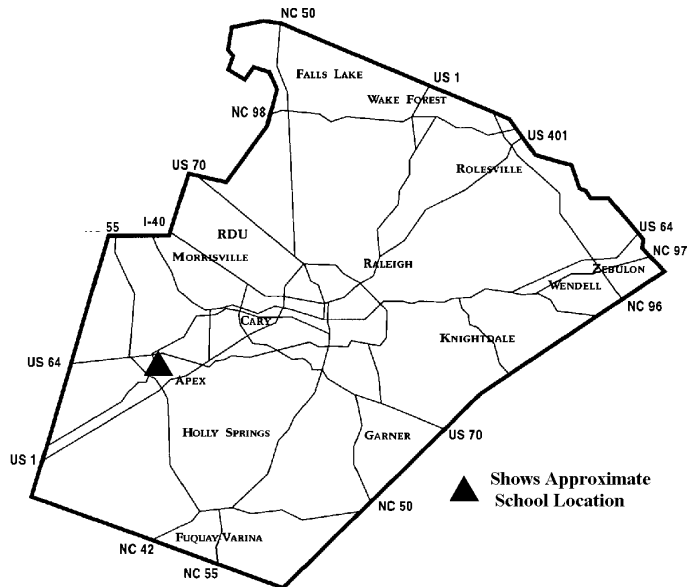 NC 50
FALLS LAKE
US 1
WAKE FOREST
NC 98
US 401
US 70
ROLESVILLE
55
I-40
RDU
US 64
MORRISVILLE
RALEIGH
NC 97
ZEBULON
WENDELL
NC 96
CARY
KNIGHTDALE
US 64
APEX
HOLLY SPRINGS
GARNER
US 70
US 1
Shows Approximate
School Location
NC 50
FUQUAY VARINA
NC 42
NC 55